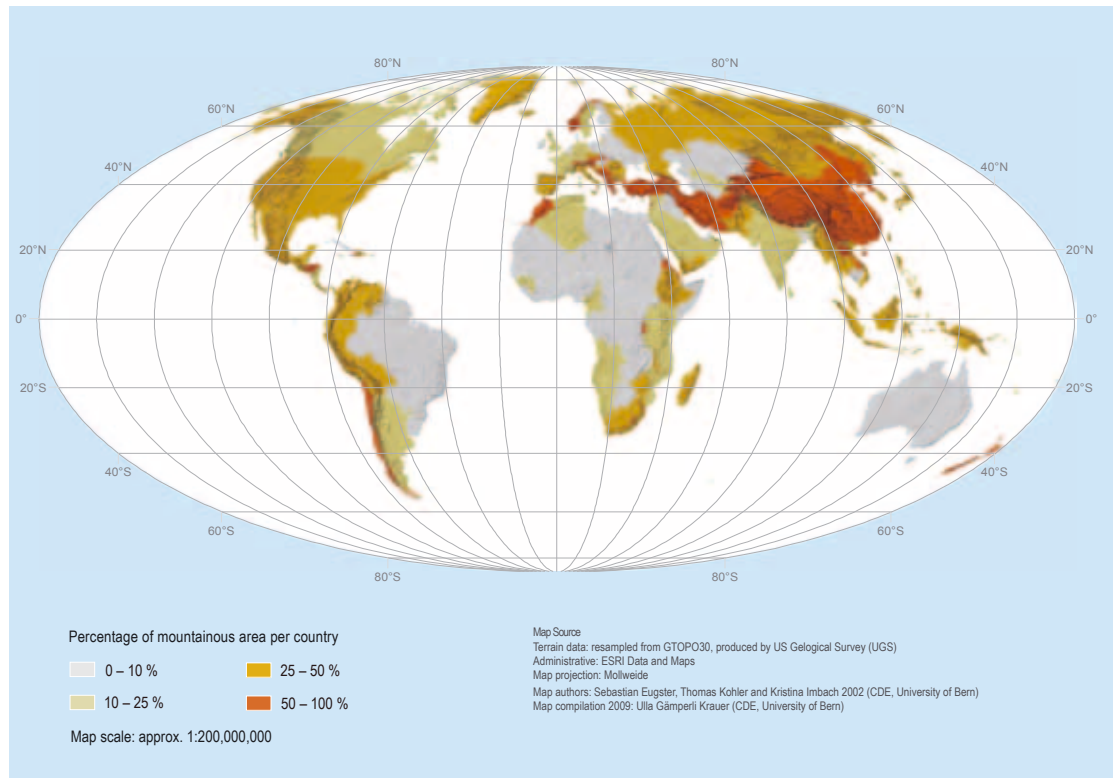 80°N 80°N
60°N 60°N
40°N 40°N
20°N 20°N
0° 0°
20°S 20°S
40°S 40°S
60°S 60°S
80°S 80°S
Percentage of mountainous area per country
0 – 10 % 25 – 50 %
10 – 25 % 50 – 100 %
Map scale: approx. 1:200,000,000
Map Source
Terrain data: resampled from GTOPO30, produced by US Gelogical Survey (UGS)
Administrative: ESRI Data and Maps
Map projection: Mollweide
Map authors: Sebastian Eugster, Thomas Kohler and Kristina Imbach 2002 (CDE, University of Bern)
Map compilation 2009: Ulla Gämperli Krauer (CDE, University of Bern)